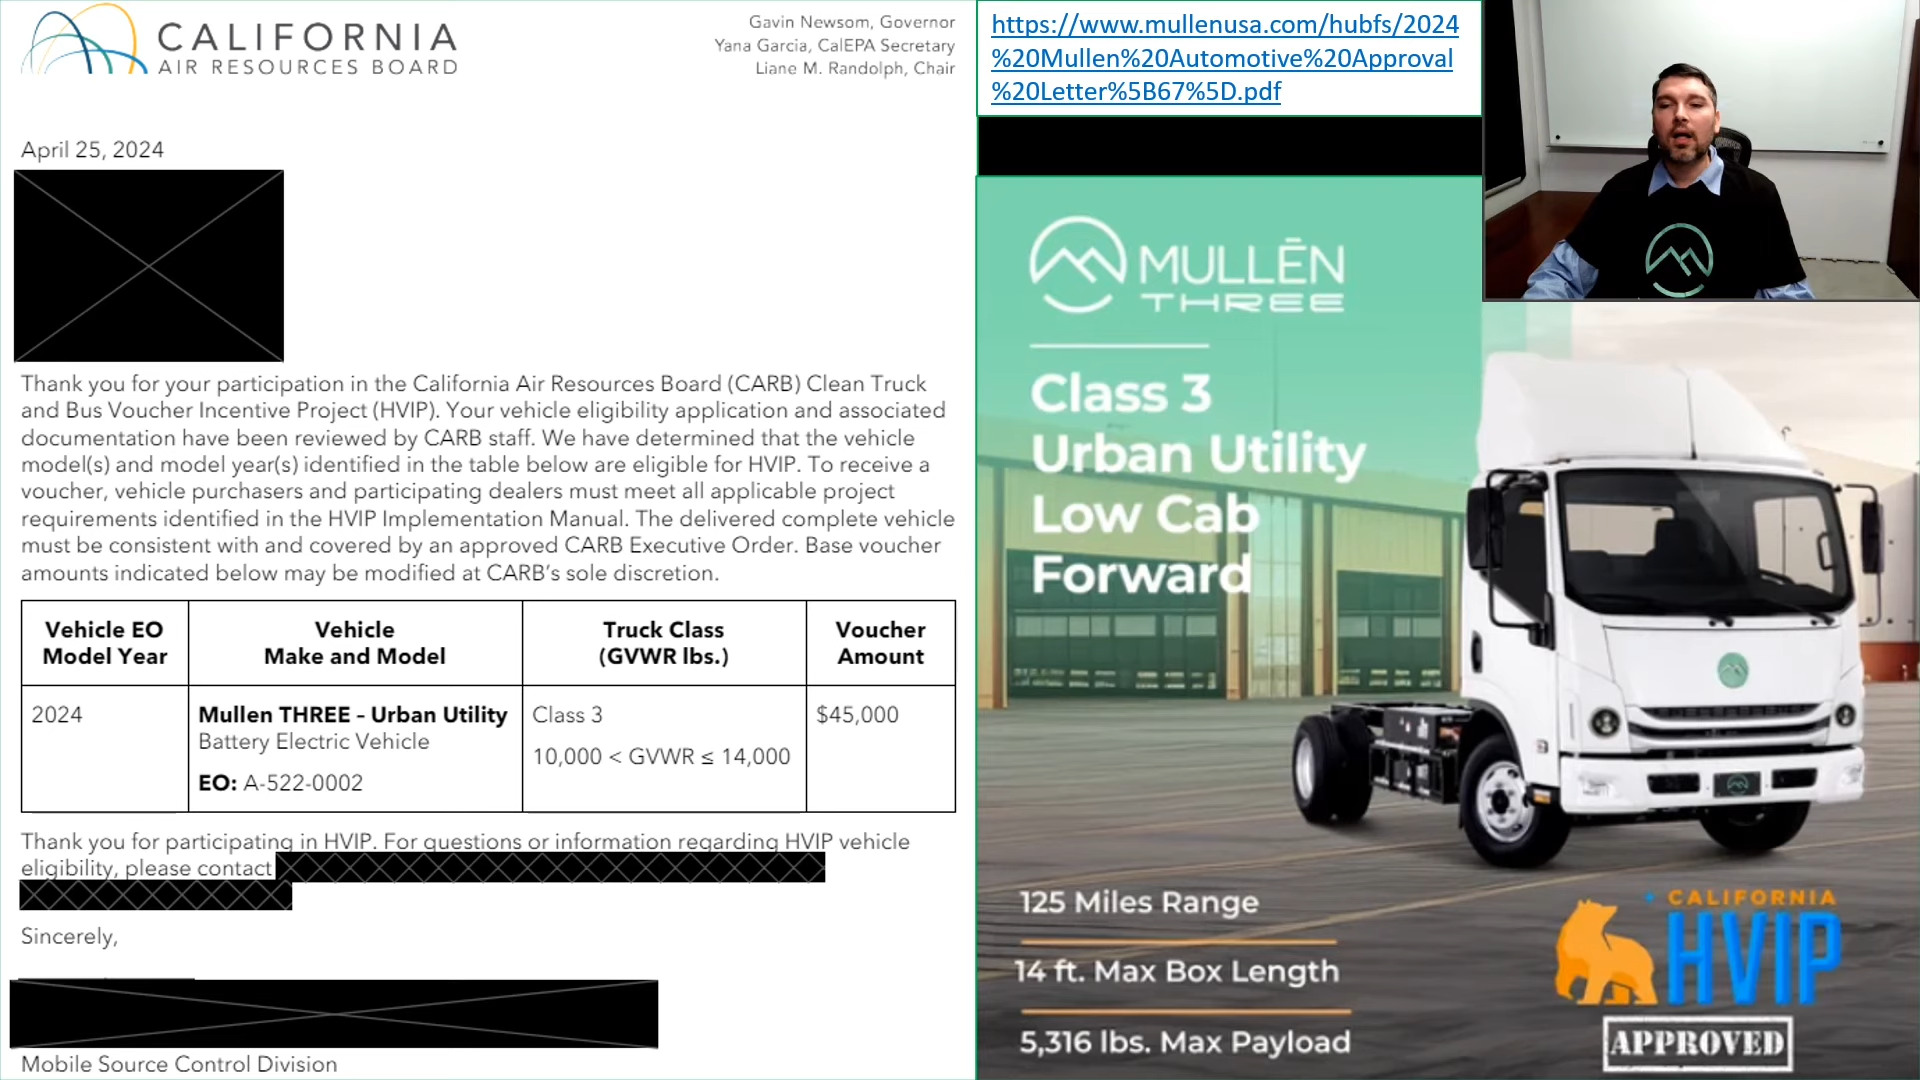 CALIFORNIA
AIR RESOURCES BOARD
Gavin Newsom, Governor
Yana Garcia, CalEPA Secretary
Liane M. Randolph, Chair
April 25, 2024
Thank you for your participation in the California Air Resources Board (CARB) Clean Truck
and Bus Voucher Incentive Project (HVIP). Your vehicle eligibility application and associated
documentation have been reviewed by CARB staff. We have determined that the vehicle
model(s) and model year(s) identified in the table below are eligible for HVIP. To receive a
voucher, vehicle purchasers and participating dealers must meet all applicable project
requirements identified in the HVIP Implementation Manual. The delivered complete vehicle
must be consistent with and covered by an approved CARB Executive Order. Base voucher
amounts indicated below may be modified at CARB's sole discretion.
Vehicle EO
Model Year
Vehicle
Make and Model
Truck Class
(GVWR lbs.)
Voucher
Amount
2024
Mullen THREE – Urban Utility
Battery Electric Vehicle
EO: A-522-0002
Class 3
10,000 < GVWR ≤ 14,000
$45,000
Thank you for participating in HVIP. For questions or information regarding HVIP vehicle
eligibility, please contact
Sincerely,
Mobile Source Control Division
https://www.mullenusa.com/hubfs/2024
%20Mullen%20Automotive%20Approval
%20Letter%5B67%5D.pdf
MULLĒN
THREE
Class 3
Urban Utility
Low Cab
Forward
125 Miles Range
14 ft. Max Box Length
5,316 lbs. Max Payload
CALIFORNIA
HVIP
APPROVED